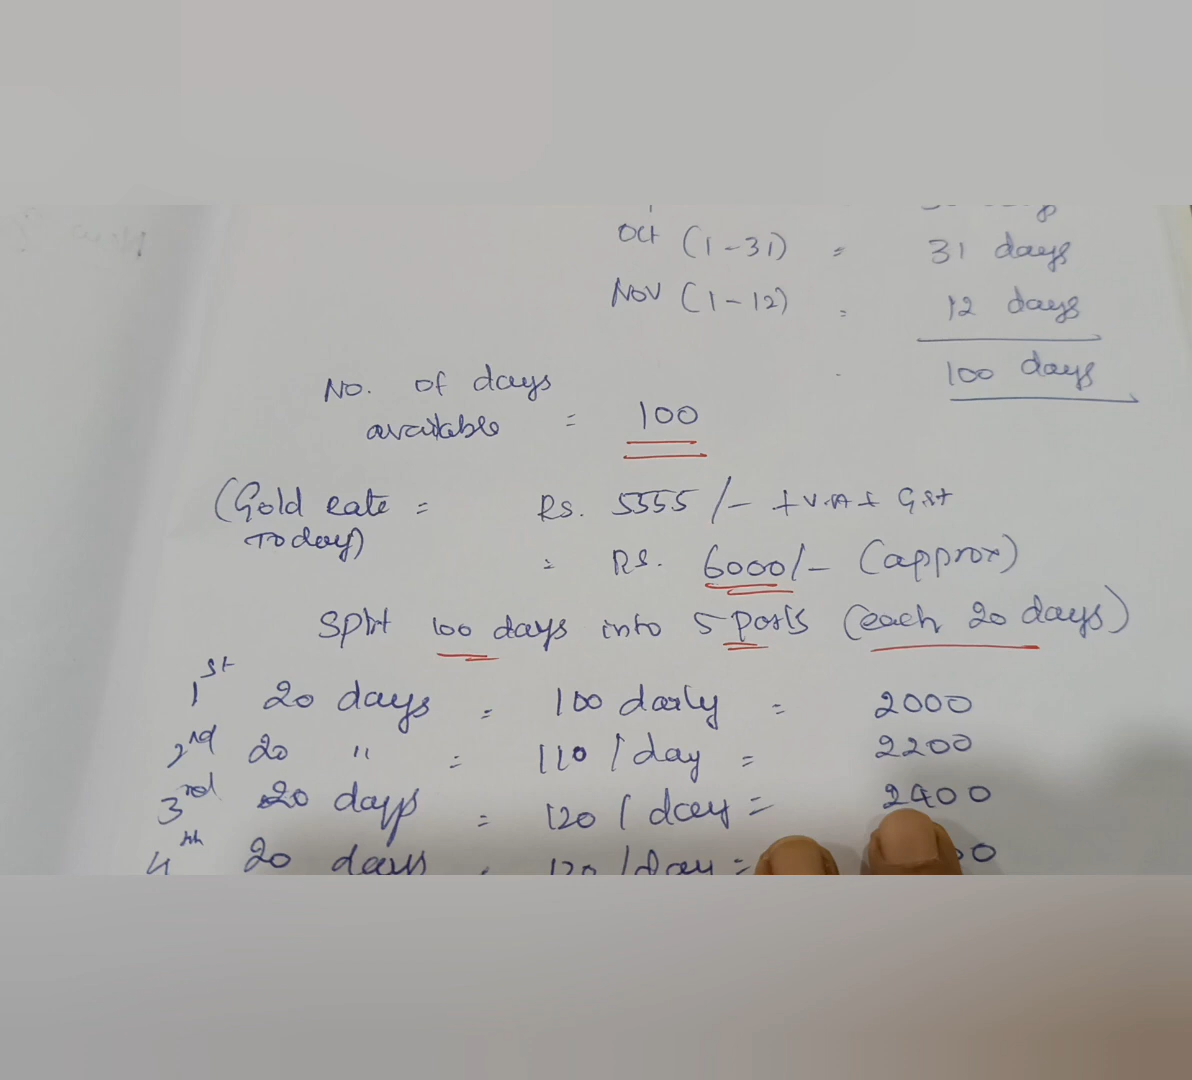 Oct (1-31) = 31 days
Nov (1-12) = 12 days
100 days
No. of days
available = 100
(Gold rate = Rs. 5555/- + V.A + GST
Today)
= Rs. 6000/- (approx)
Split 100 days into 5 parts (each 20 days)
1st 20 days = 100 daily = 2000
2nd 20 " = 110/day = 2200
3rd 20 days = 120/day = 2400
4th 20 days /day =